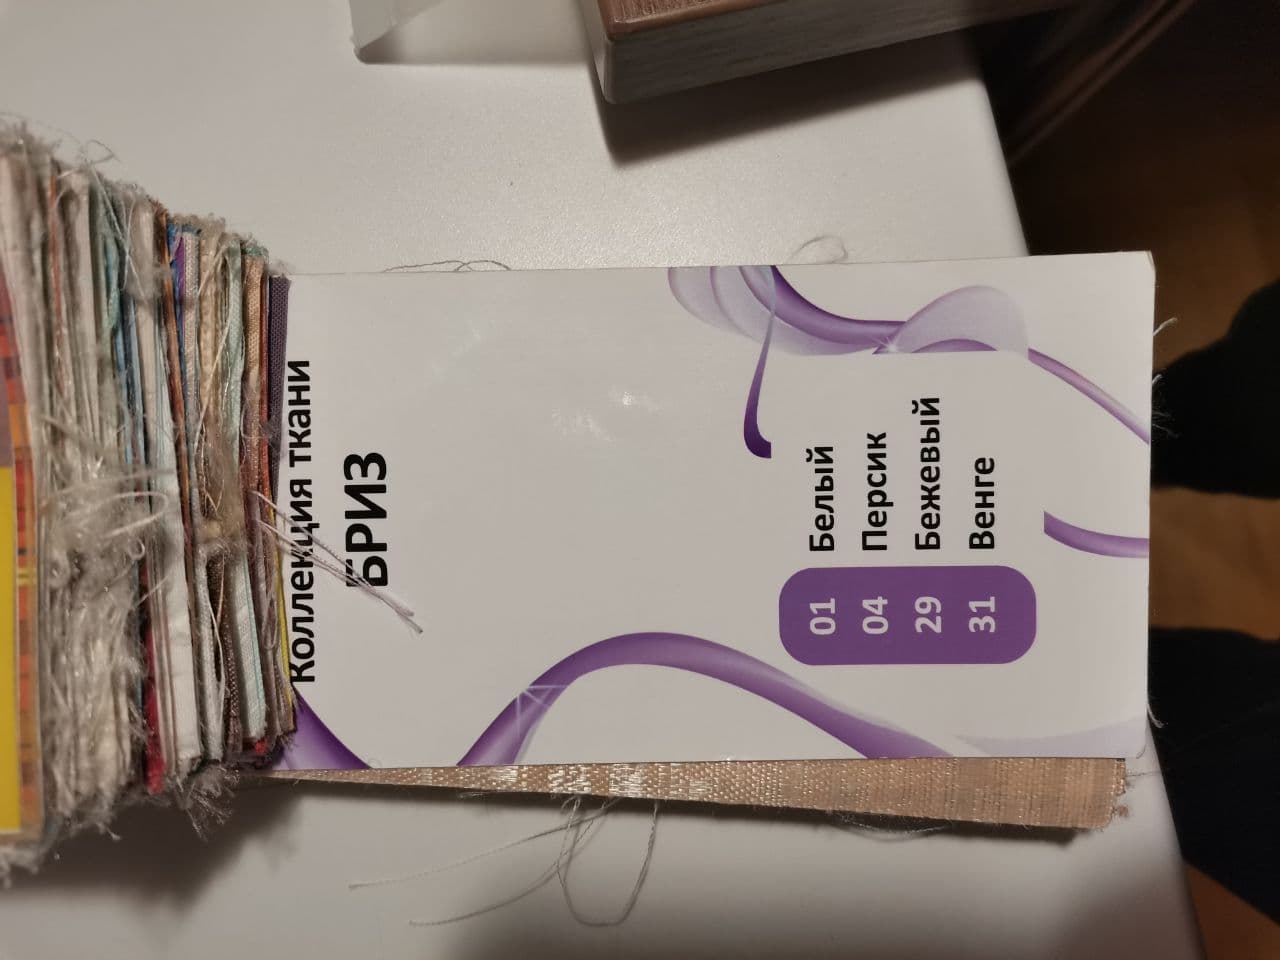 Коллекция ткани
БРИЗ
01 Белый
04 Персик
29 Бежевый
31 Венге